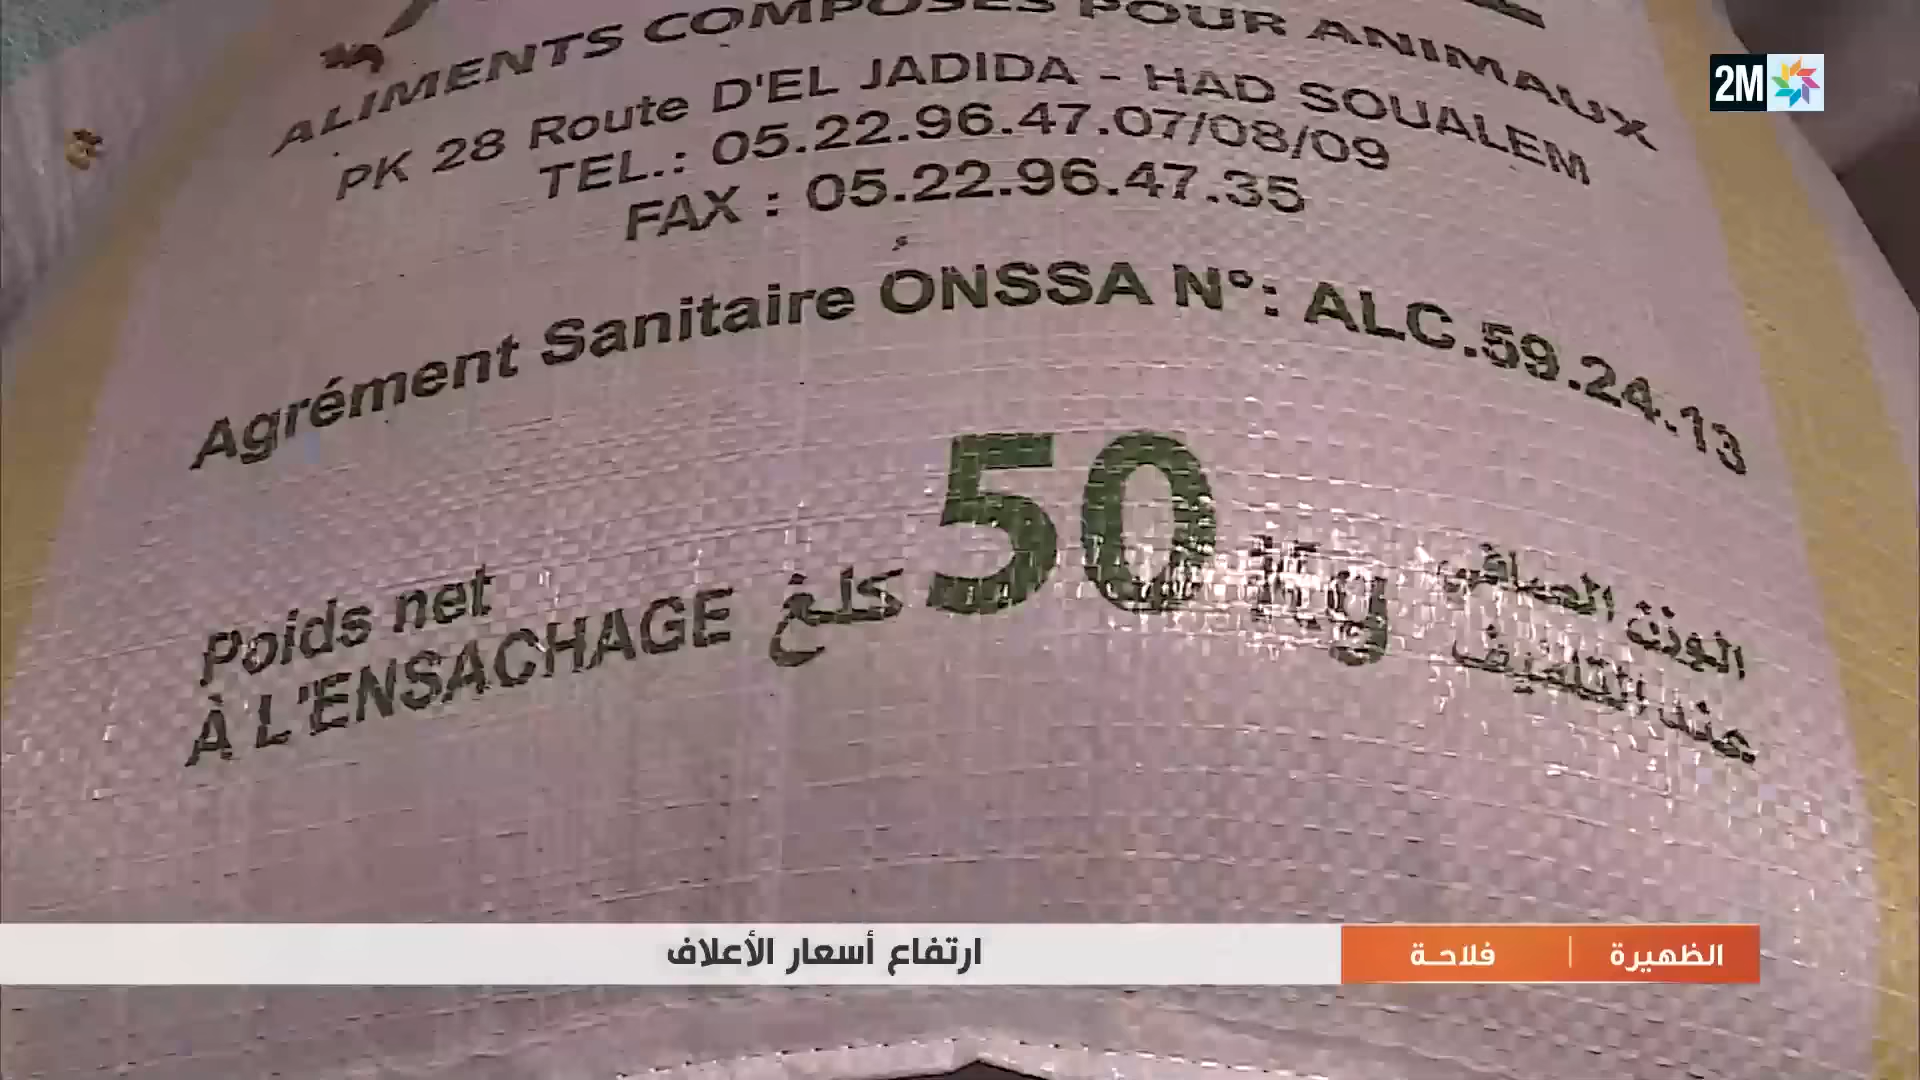 ALIMENTS COMPOSÉS POUR ANIMAUX
2M
PK 28 Route D'EL JADIDA - HAD SOUALEM
TEL.: 05.22.96.47.07/08/09
FAX : 05.22.96.47.35
Agrément Sanitaire ONSSA N°: ALC.59.24.13
Poids net
À L'ENSACHAGE
50 Kg
كلغ
الوزن الصافي
عند التلفيف
الظهيرة | فلاحة
ارتفاع أسعار الأعلاف